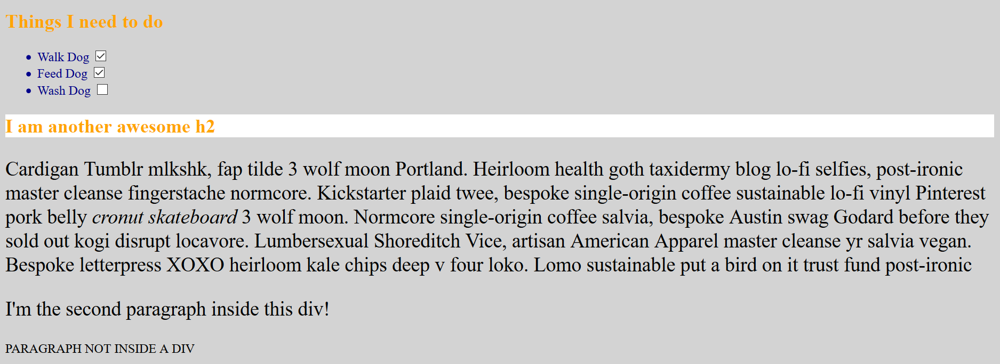 Things I need to do
Walk Dog
Feed Dog
Wash Dog
I am another awesome h2
Cardigan Tumblr mlkshk, fap tilde 3 wolf moon Portland. Heirloom health goth taxidermy blog lo-fi selfies, post-ironic
master cleanse fingerstache normcore. Kickstarter plaid twee, bespoke single-origin coffee sustainable lo-fi vinyl Pinterest
pork belly cronut skateboard 3 wolf moon. Normcore single-origin coffee salvia, bespoke Austin swag Godard before they
sold out kogi disrupt locavore. Lumbersexual Shoreditch Vice, artisan American Apparel master cleanse yr salvia vegan.
Bespoke letterpress XOXO heirloom kale chips deep v four loko. Lomo sustainable put a bird on it trust fund post-ironic
I'm the second paragraph inside this div!
PARAGRAPH NOT INSIDE A DIV